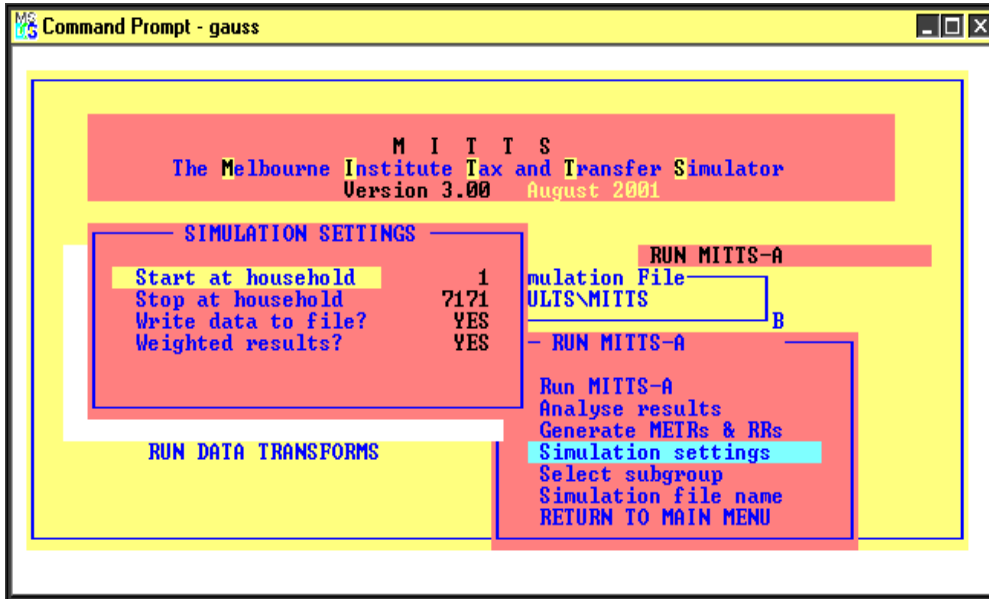 Command Prompt - gauss
M I T T S
The Melbourne Institute Tax and Transfer Simulator
Version 3.00 August 2001
SIMULATION SETTINGS
Start at household 1
Stop at household 7171
Write data to file? YES
Weighted results? YES
RUN MITTS-A
mulation File
ULTS\MITTS
B
RUN MITTS-A
Run MITTS-A
Analyse results
Generate METRs & RRs
Simulation settings
Select subgroup
Simulation file name
RETURN TO MAIN MENU
RUN DATA TRANSFORMS